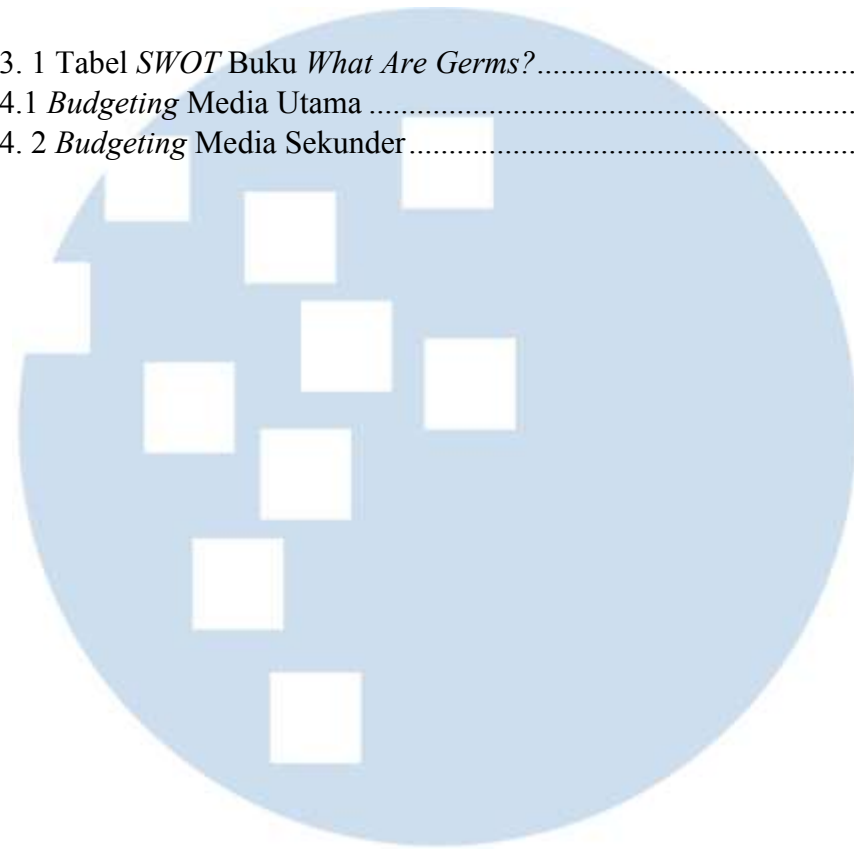 3. 1 Tabel SWOT Buku What Are Germs?.......................................
4.1 Budgeting Media Utama ............................................................
4. 2 Budgeting Media Sekunder.......................................................